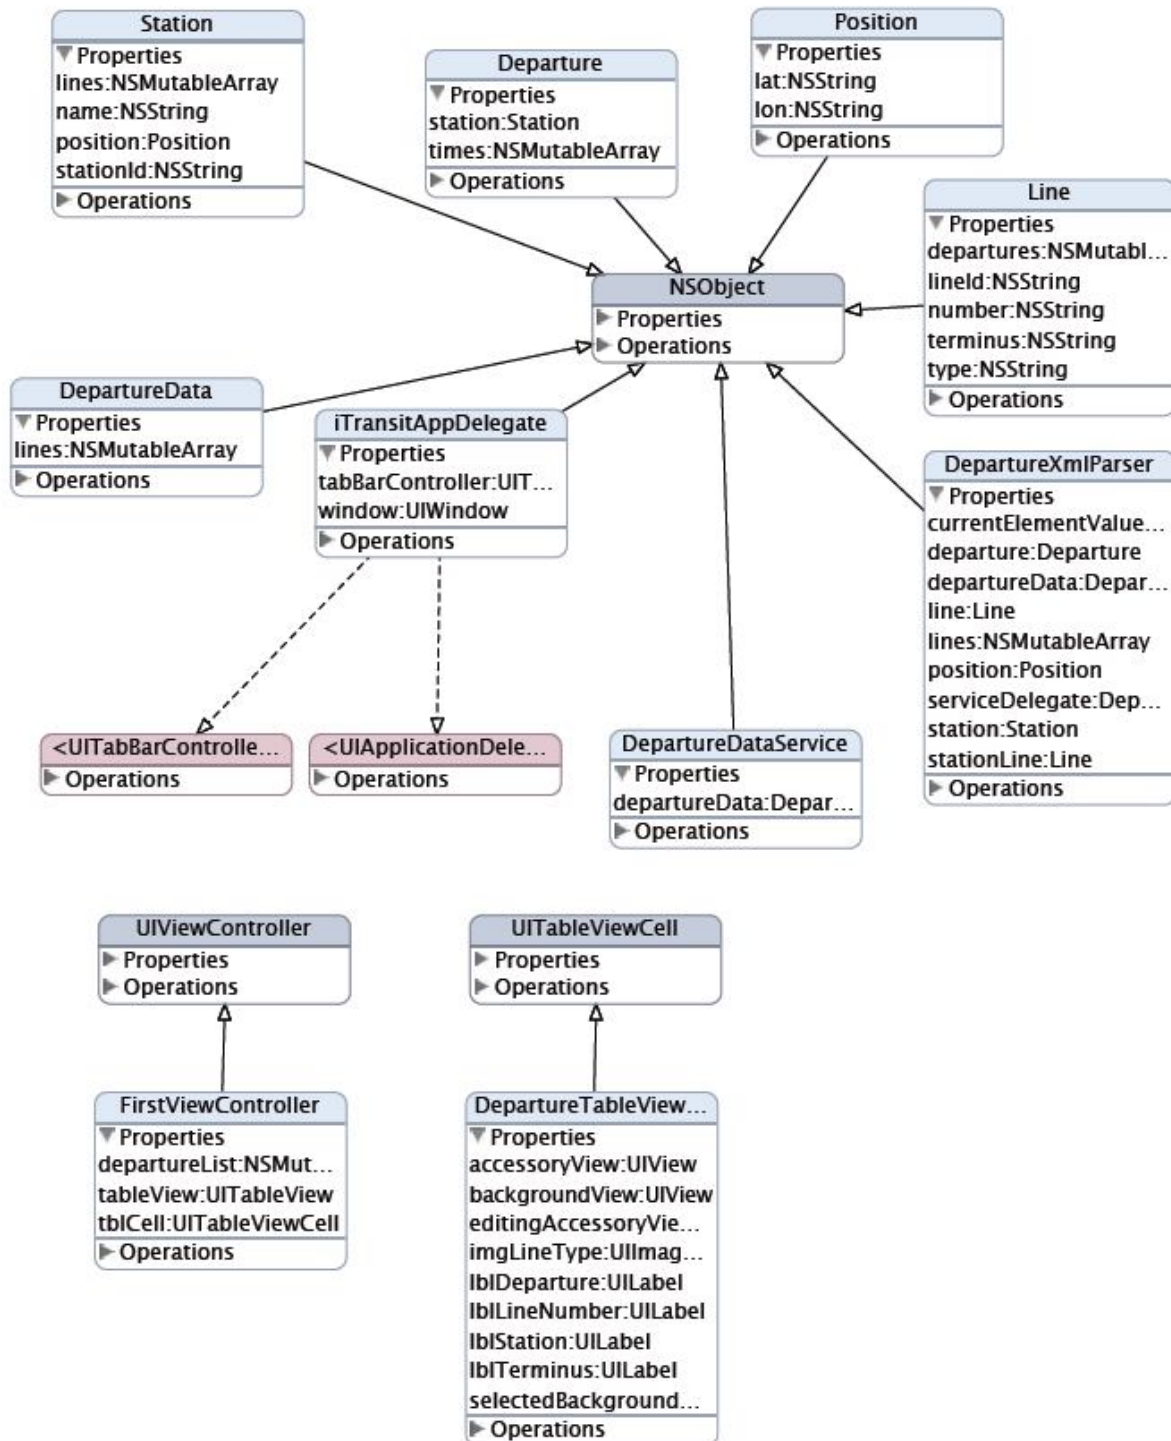 Station
Properties
lines:NSMutableArray
name:NSString
position:Position
stationId:NSString
Operations
Departure
Properties
station:Station
times:NSMutableArray
Operations
Position
Properties
lat:NSString
lon:NSString
Operations
Line
Properties
departures:NSMutabl...
lineId:NSString
number:NSString
terminus:NSString
type:NSString
Operations
NSObject
Properties
Operations
DepartureData
Properties
lines:NSMutableArray
Operations
iTransitAppDelegate
Properties
tabBarController:UIT...
window:UIWindow
Operations
DepartureXmlParser
Properties
currentElementValue...
departure:Departure
departureData:Depar...
line:Line
lines:NSMutableArray
position:Position
serviceDelegate:Dep...
station:Station
stationLine:Line
Operations
<UITabBarControlle...
Operations
<UIApplicationDele...
Operations
DepartureDataService
Properties
departureData:Depar...
Operations
UIViewController
Properties
Operations
UITableViewCell
Properties
Operations
FirstViewController
Properties
departureList:NSMut...
tableView:UITableView
tblCell:UITableViewCell
Operations
DepartureTableView...
Properties
accessoryView:UIView
backgroundView:UIView
editingAccessoryVie...
imgLineType:UIImag...
lblDeparture:UILabel
lblLineNumber:UILabel
lblStation:UILabel
lblTerminus:UILabel
selectedBackground...
Operations